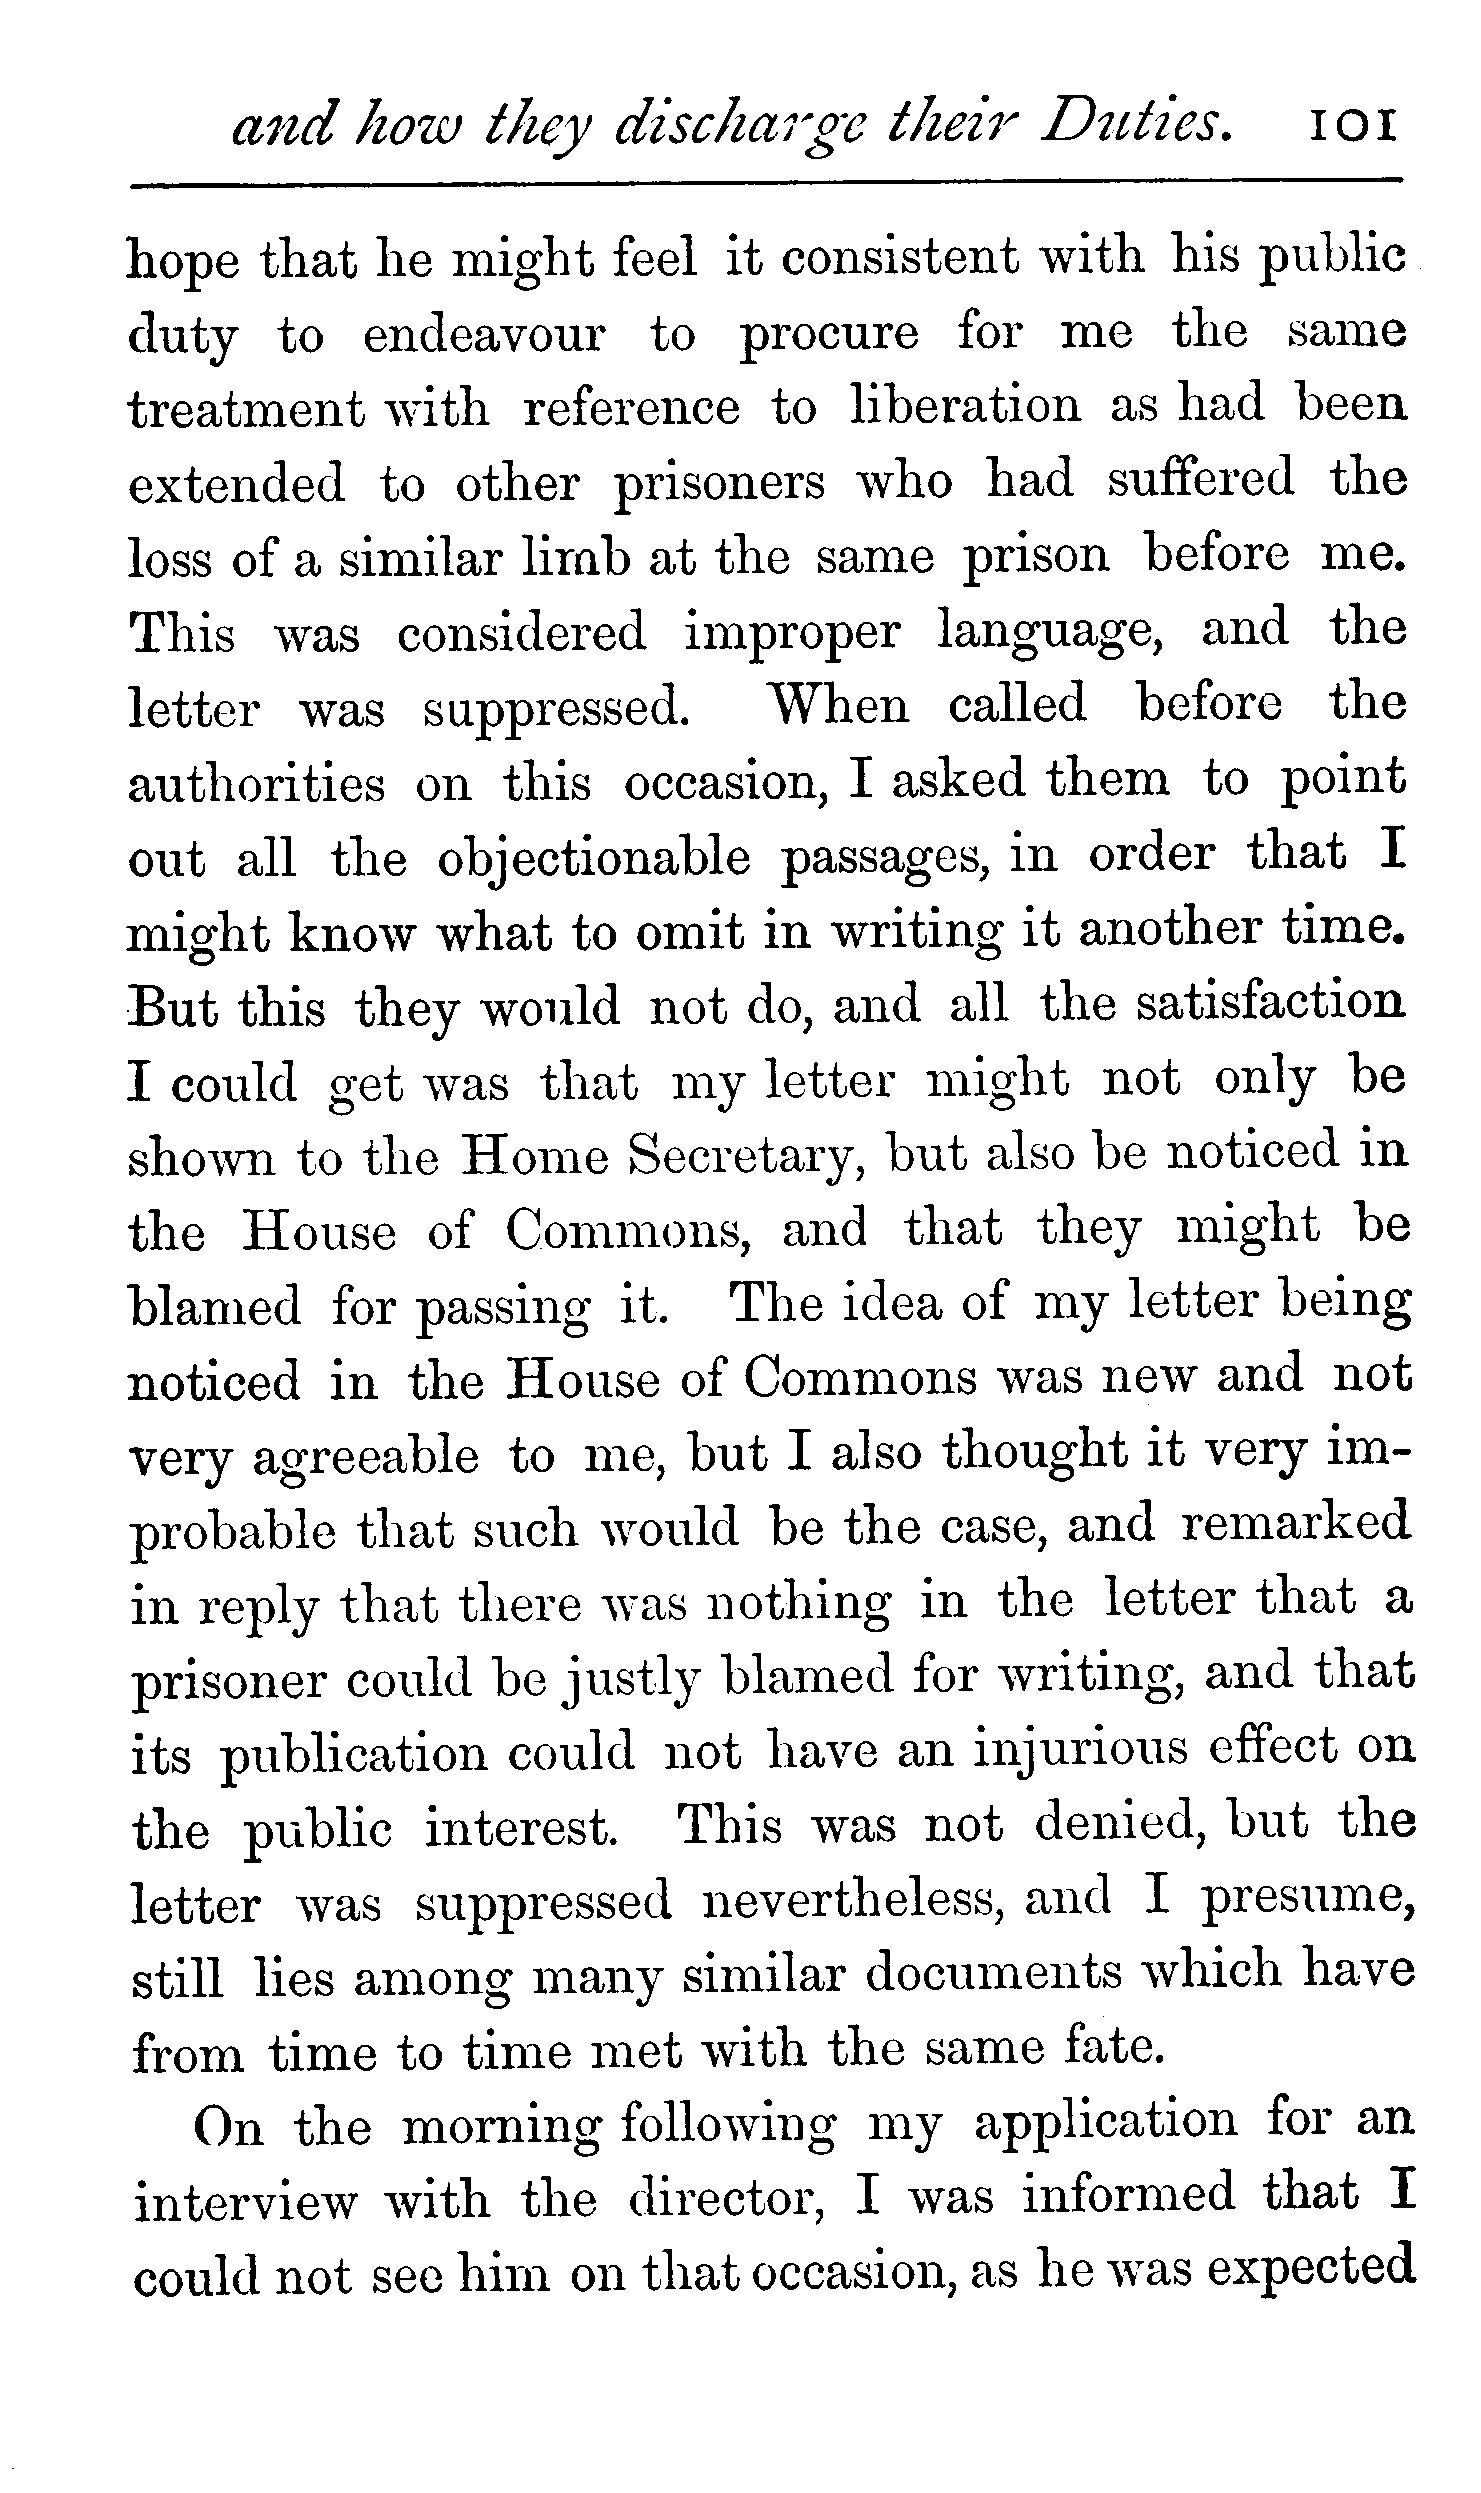 and how they discharge their Duties. 101
hope that he might feel it consistent with his public
duty to endeavour to procure for me the same
treatment with reference to liberation as had been
extended to other prisoners who had suffered the
loss of a similar limb at the same prison before me.
This was considered improper language, and the
letter was suppressed. When called before the
authorities on this occasion, I asked them to point
out all the objectionable passages, in order that I
might know what to omit in writing it another time.
But this they would not do, and all the satisfaction
I could get was that my letter might not only be
shown to the Home Secretary, but also be noticed in
the House of Commons, and that they might be
blamed for passing it. The idea of my letter being
noticed in the House of Commons was new and not
very agreeable to me, but I also thought it very im-
probable that such would be the case, and remarked
in reply that there was nothing in the letter that a
prisoner could be justly blamed for writing, and that
its publication could not have an injurious effect on
the public interest. This was not denied, but the
letter was suppressed nevertheless, and I presume,
still lies among many similar documents which have
from time to time met with the same fate.
On the morning following my application for an
interview with the director, I was informed that I
could not see him on that occasion, as he was expected